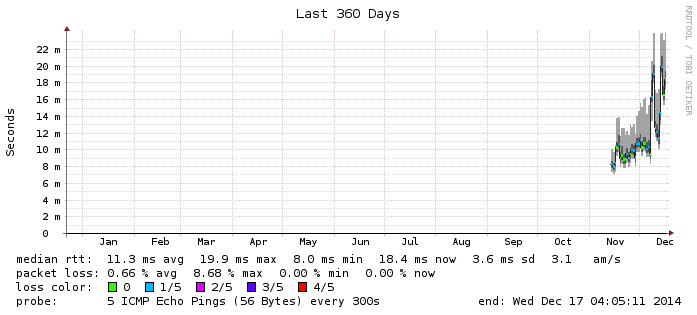 Last 360 Days
RRDTOOL / TOBI OETIKER
Seconds
22 m
20 m
18 m
16 m
14 m
12 m
10 m
8 m
6 m
4 m
2 m
0
Jan Feb Mar Apr May Jun Jul Aug Sep Oct Nov Dec
median rtt: 11.3 ms avg 19.9 ms max 8.0 ms min 18.4 ms now 3.6 ms sd 3.1 am/s
packet loss: 0.66 % avg 8.68 % max 0.00 % min 0.00 % now
loss color: 0 1/5 2/5 3/5 4/5
probe: 5 ICMP Echo Pings (56 Bytes) every 300s end: Wed Dec 17 04:05:11 2014